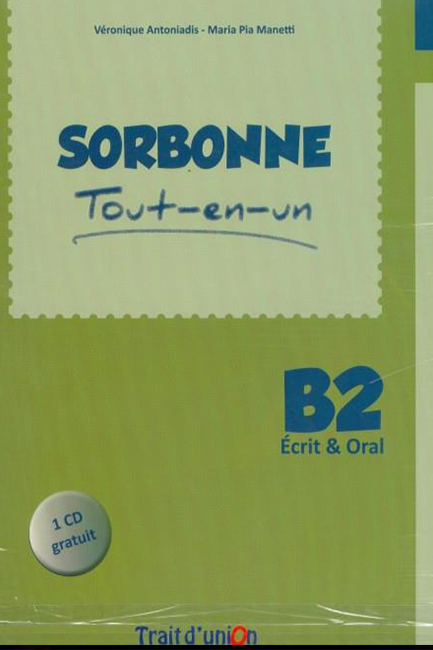 Véronique Antoniadis - Maria Pia Manetti
SORBONNE
Tout-en-un
B2
Écrit & Oral
1 CD
gratuit
Trait d'union